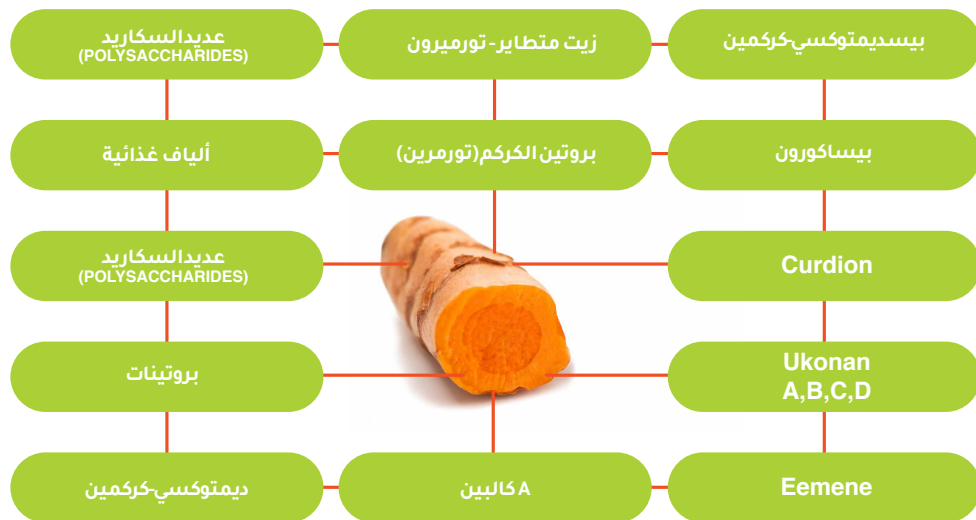 بيسديمتوكسي-كركمين
زيت متطاير- تورميرون
عديدالسكاريد
(POLYSACCHARIDES)
بيساكورون
بروتين الكركم(تورمرين)
ألياف غذائية
Curdion
عديدالسكاريد
(POLYSACCHARIDES)
Ukonan
A,B,C,D
بروتينات
Eemene
A كالبين
ديمتوكسي-كركمين